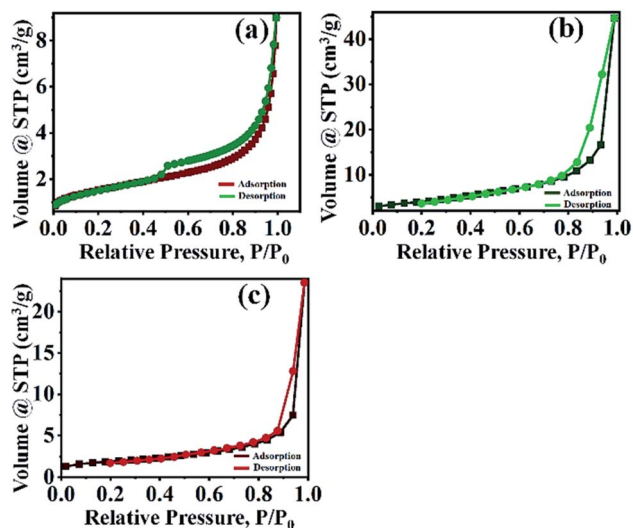 (a)
Volume @ STP (cm³/g)
8
6
4
2
Adsorption
Desorption
0.0 0.2 0.4 0.6 0.8 1.0
Relative Pressure, P/P₀
(b)
Volume @ STP (cm³/g)
40
30
20
10
Adsorption
Desorption
0.0 0.2 0.4 0.6 0.8 1.0
Relative Pressure, P/P₀
(c)
Volume @ STP (cm³/g)
20
15
10
5
0
Adsorption
Desorption
0.0 0.2 0.4 0.6 0.8 1.0
Relative Pressure, P/P₀